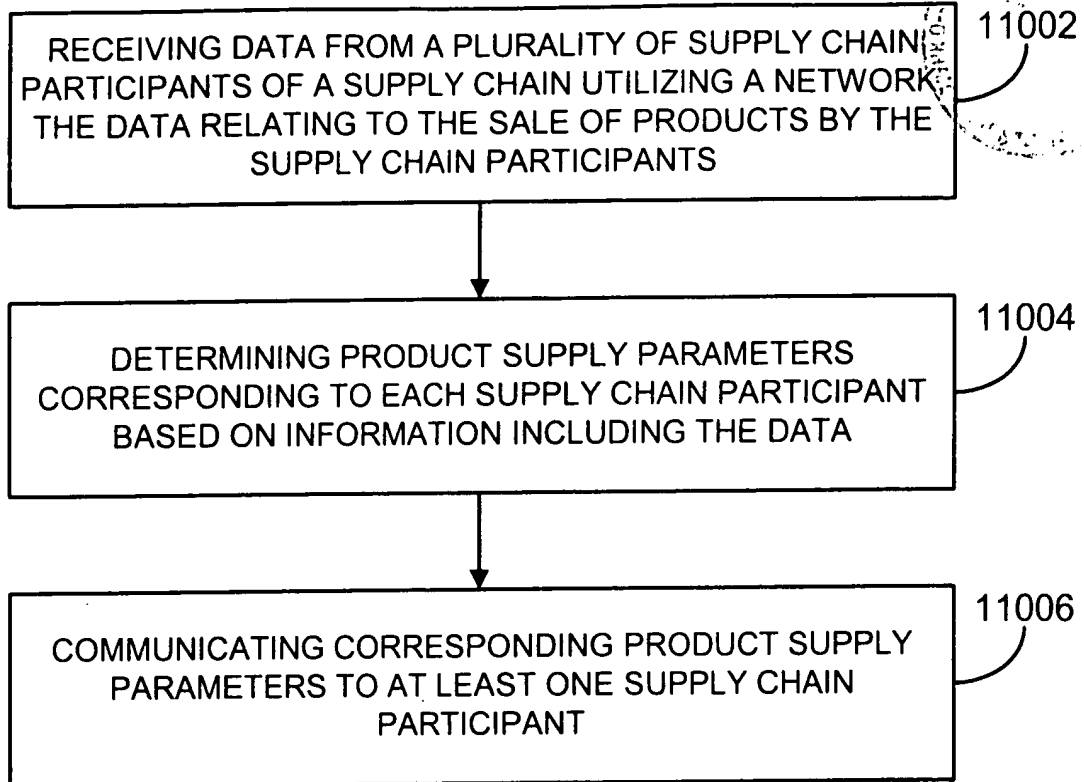 RECEIVING DATA FROM A PLURALITY OF SUPPLY CHAIN
PARTICIPANTS OF A SUPPLY CHAIN UTILIZING A NETWORK
THE DATA RELATING TO THE SALE OF PRODUCTS BY THE
SUPPLY CHAIN PARTICIPANTS
11002
DETERMINING PRODUCT SUPPLY PARAMETERS
CORRESPONDING TO EACH SUPPLY CHAIN PARTICIPANT
BASED ON INFORMATION INCLUDING THE DATA
11004
COMMUNICATING CORRESPONDING PRODUCT SUPPLY
PARAMETERS TO AT LEAST ONE SUPPLY CHAIN
PARTICIPANT
11006